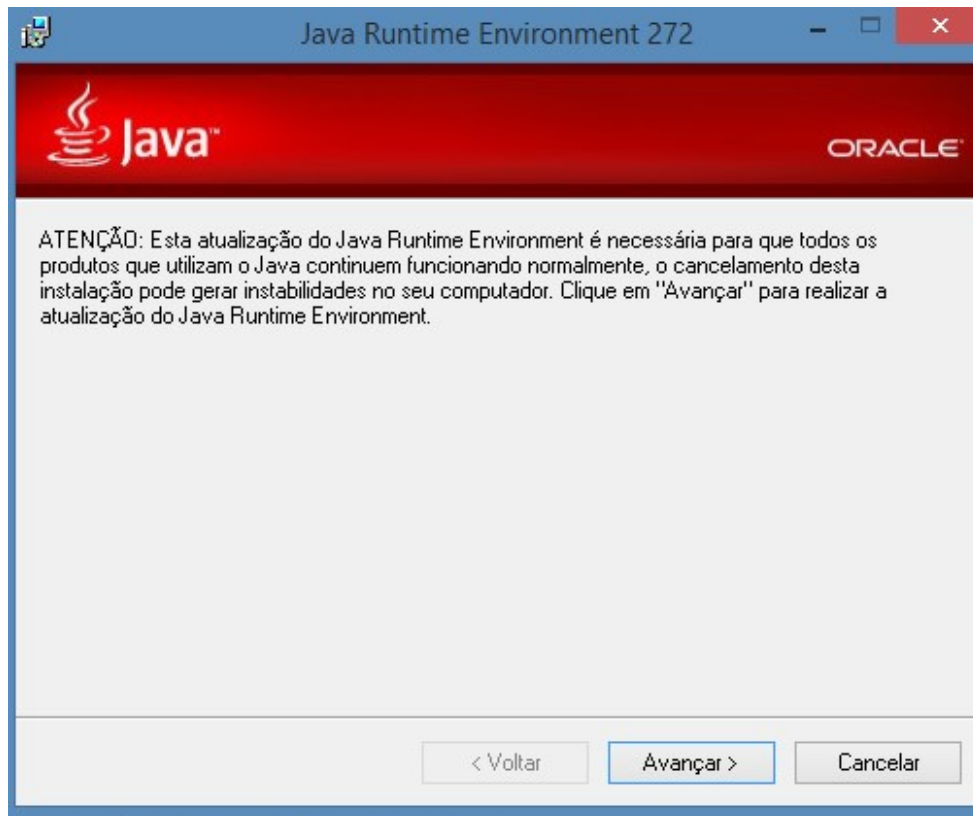 Java Runtime Environment 272
Java™
ORACLE
ATENÇÃO: Esta atualização do Java Runtime Environment é necessária para que todos os
produtos que utilizam o Java continuem funcionando normalmente, o cancelamento desta
instalação pode gerar instabilidades no seu computador. Clique em "Avançar" para realizar a
atualização do Java Runtime Environment.
< Voltar
Avançar >
Cancelar